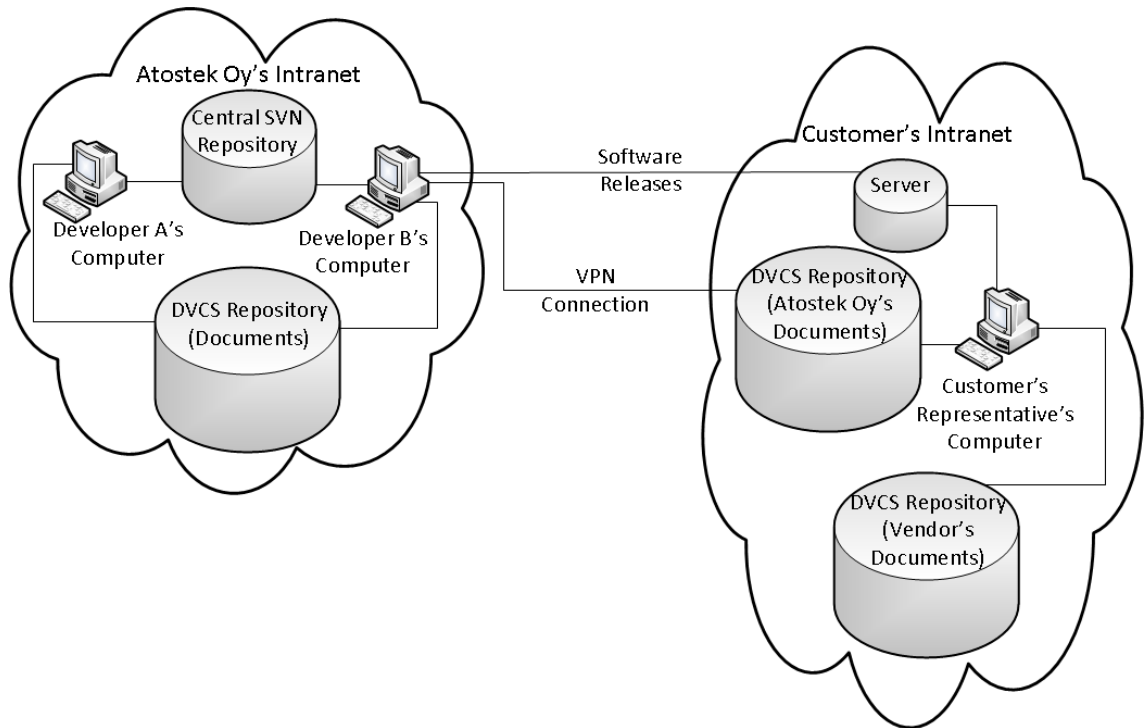 Atostek Oy's Intranet
Central SVN
Repository
Developer A's
Computer
Developer B's
Computer
DVCS Repository
(Documents)
Software
Releases
VPN
Connection
Customer's Intranet
Server
DVCS Repository
(Atostek Oy's
Documents)
Customer's
Representative's
Computer
DVCS Repository
(Vendor's
Documents)